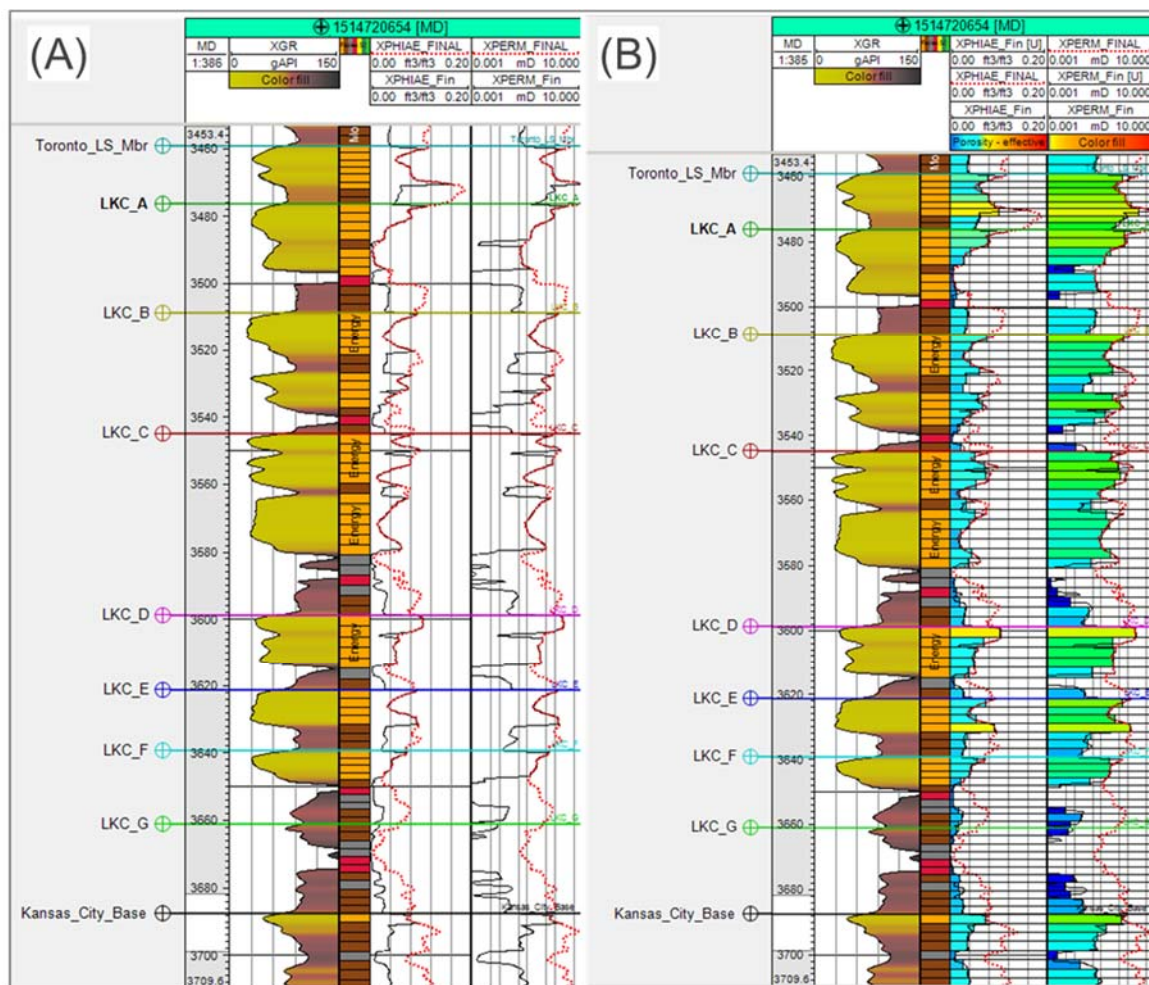 (A)
1514720654 [MD]
MD XGR XPHIAE_FINAL XPERM_FINAL
1:385 0 gAPI 150 0.00 ft3/ft3 0.20 0.001 mD 10.000
Color fill XPHIAE_Fin XPERM_Fin
0.00 ft3/ft3 0.20 0.001 mD 10.000
3453.4
Toronto_LS_Mbr
Toronto_LS_Mbr
3460
LKC_A
LKC_A
3480
3500
LKC_B
Energy
3520
3540
LKC_C
Energy
3560
Energy
3580
LKC_D
3600
Energy
LKC_E
3620
LKC_F
3640
LKC_G
3660
3680
Kansas_City_Base
Kansas_City_Base
3700
3709.6
(B)
1514720654 [MD]
MD XGR XPHIAE_Fin [U] XPERM_FINAL
1:385 0 gAPI 150 0.00 ft3/ft3 0.20 0.001 mD 10.000
Color fill XPHIAE_FINAL XPERM_Fin [U]
0.00 ft3/ft3 0.20 0.001 mD 10.000
XPHIAE_Fin XPERM_Fin
0.00 ft3/ft3 0.20 0.001 mD 10.000
Porosity - effective Color fill
3453.4
Toronto_LS_Mbr
3460
LKC_A
3480
3500
LKC_B
Energy
3520
3540
LKC_C
Energy
3560
Energy
3580
LKC_D
3600
Energy
LKC_E
3620
LKC_F
3640
LKC_G
3660
3680
Kansas_City_Base
Kansas_City_Base
3700
3709.6